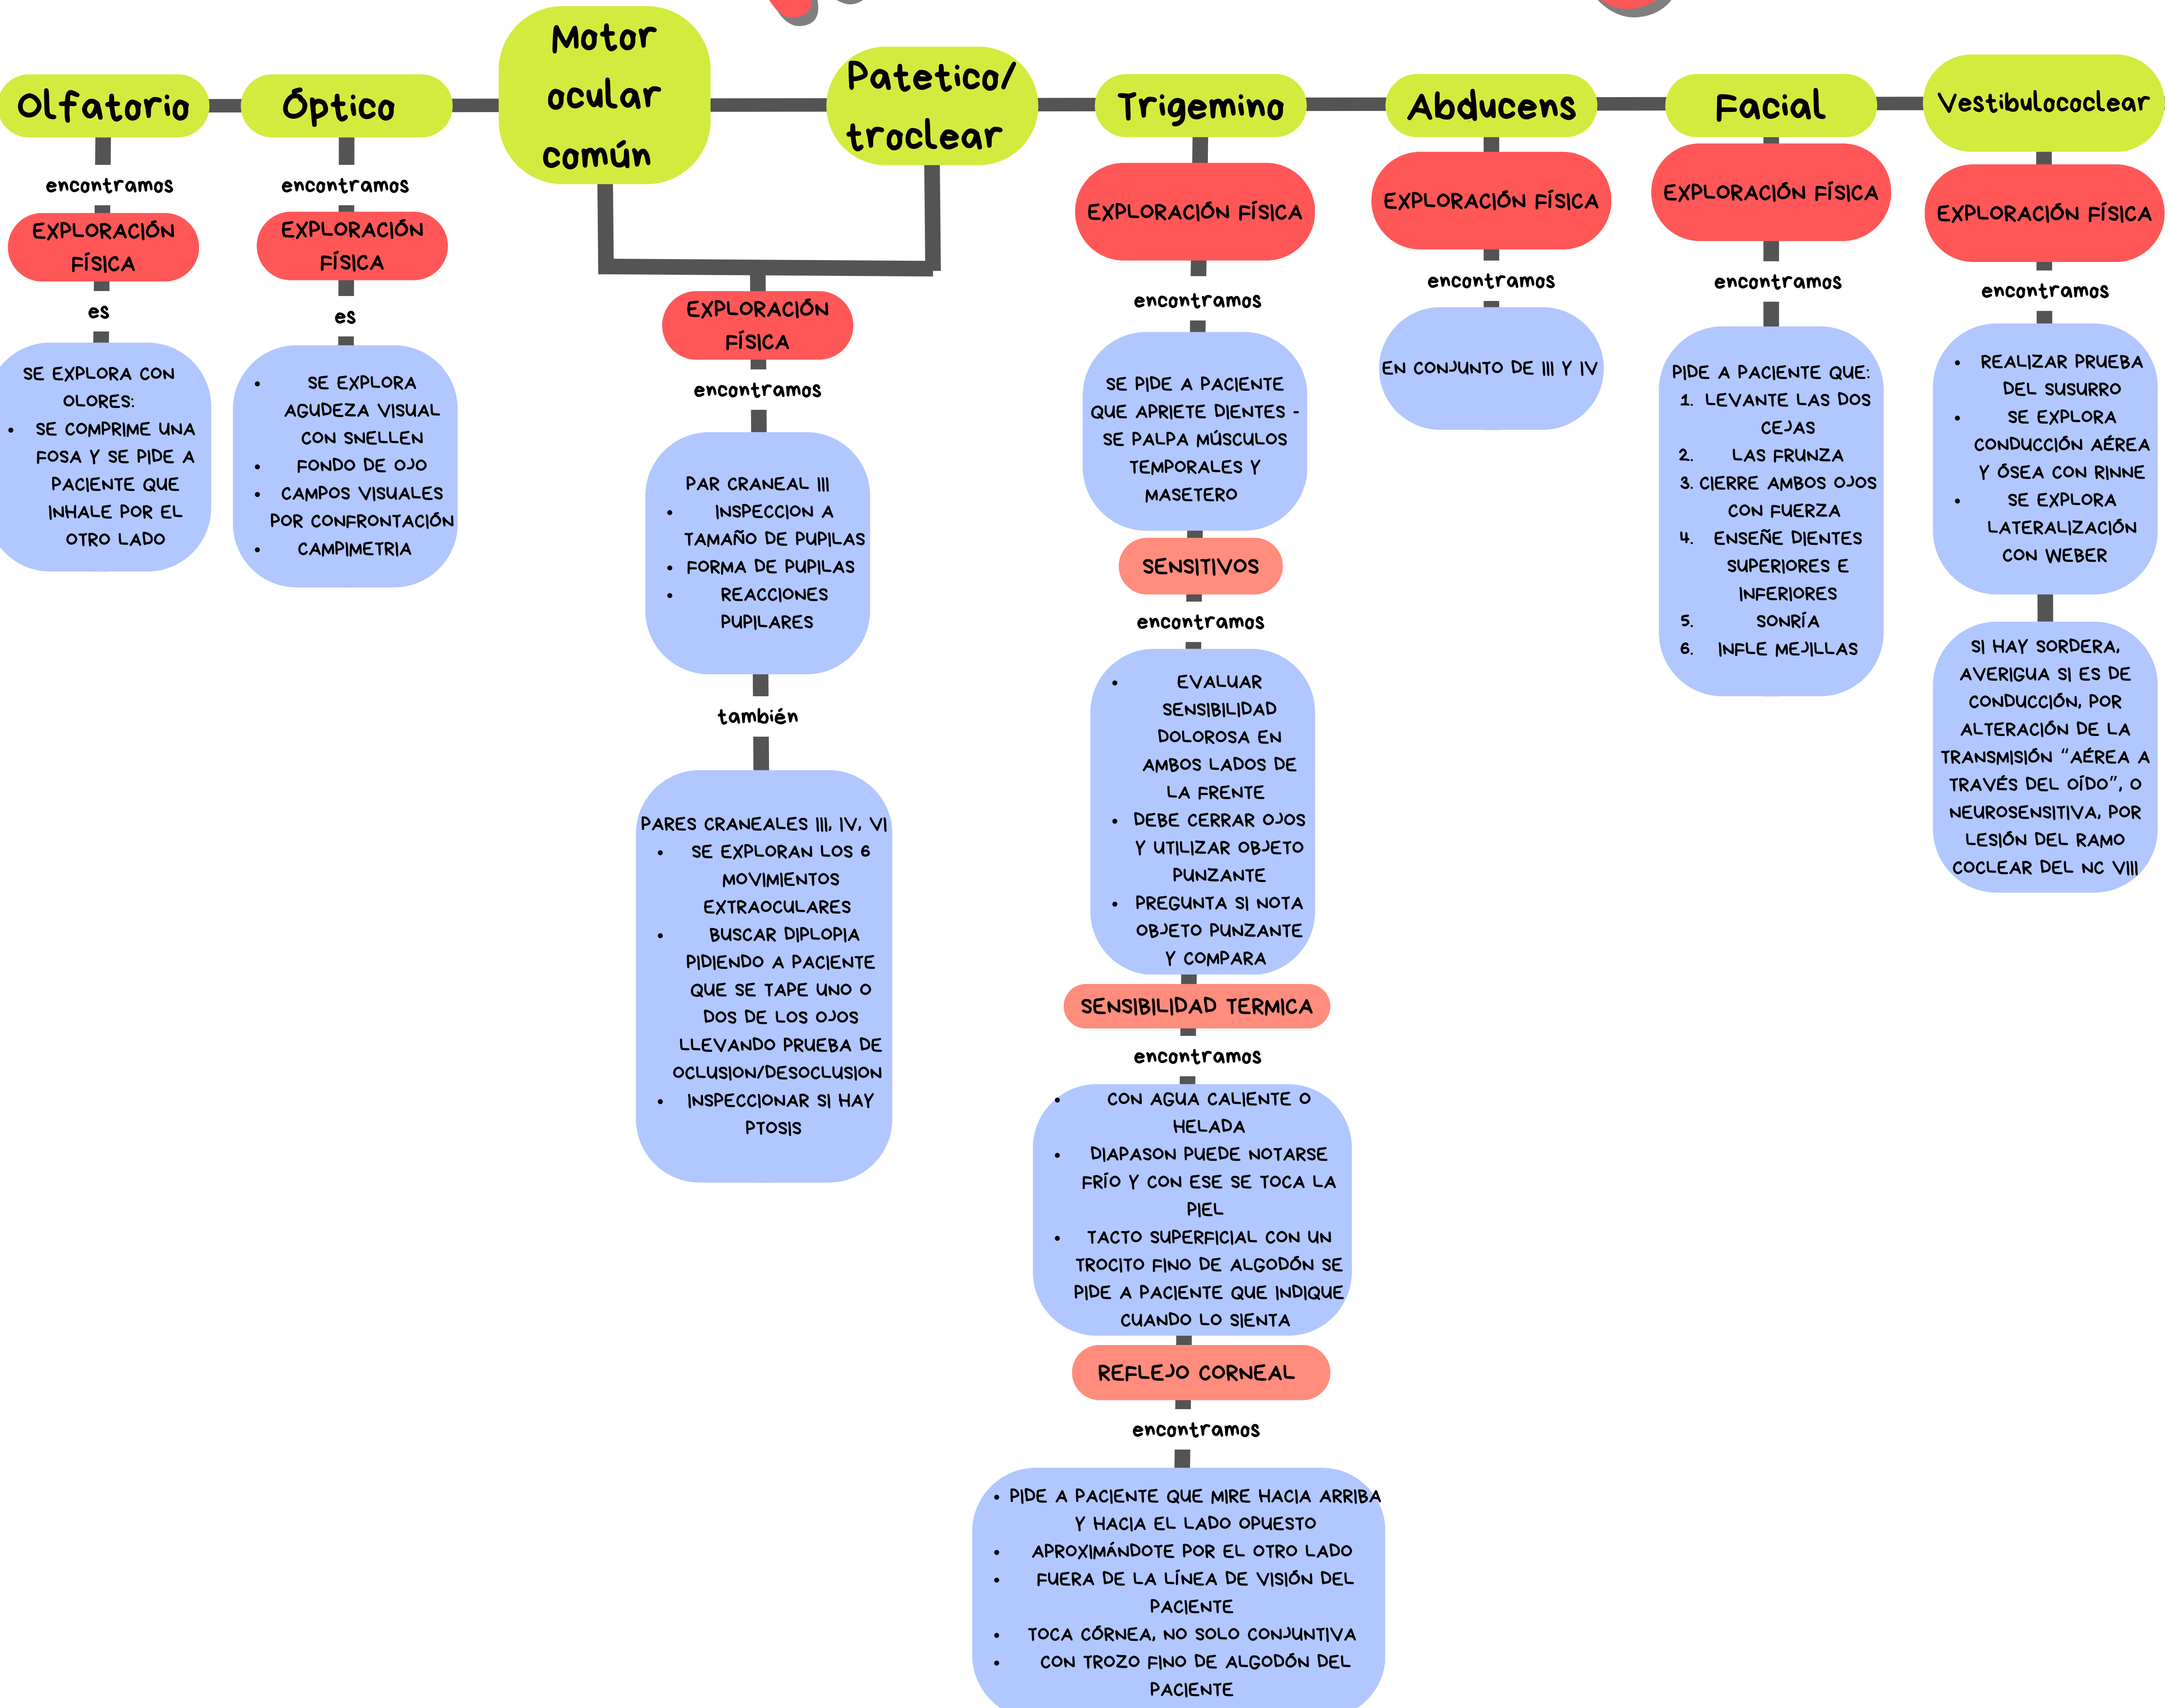 Olfatorio
encontramos
EXPLORACIÓN
FÍSICA
es
SE EXPLORA CON
OLORES:
• SE COMPRIME UNA
FOSA Y SE PIDE A
PACIENTE QUE
INHALE POR EL
OTRO LADO
Óptico
encontramos
EXPLORACIÓN
FÍSICA
es
• SE EXPLORA
AGUDEZA VISUAL
CON SNELLEN
• FONDO DE OJO
• CAMPOS VISUALES
POR CONFRONTACIÓN
• CAMPIMETRIA
Motor
ocular
común
Patetico/
troclear
EXPLORACIÓN
FÍSICA
encontramos
PAR CRANEAL III
• INSPECCION A
TAMAÑO DE PUPILAS
• FORMA DE PUPILAS
• REACCIONES
PUPILARES
también
PARES CRANEALES III, IV, VI
• SE EXPLORAN LOS 6
MOVIMIENTOS
EXTRAOCULARES
• BUSCAR DIPLOPIA
PIDIENDO A PACIENTE
QUE SE TAPE UNO O
DOS DE LOS OJOS
LLEVANDO PRUEBA DE
OCLUSION/DESOCLUSION
• INSPECCIONAR SI HAY
PTOSIS
Trigemino
EXPLORACIÓN FÍSICA
encontramos
SE PIDE A PACIENTE
QUE APRIETE DIENTES -
SE PALPA MÚSCULOS
TEMPORALES Y
MASETERO
SENSITIVOS
encontramos
• EVALUAR
SENSIBILIDAD
DOLOROSA EN
AMBOS LADOS DE
LA FRENTE
• DEBE CERRAR OJOS
Y UTILIZAR OBJETO
PUNZANTE
• PREGUNTA SI NOTA
OBJETO PUNZANTE
Y COMPARA
SENSIBILIDAD TERMICA
encontramos
• CON AGUA CALIENTE O
HELADA
• DIAPASON PUEDE NOTARSE
FRÍO Y CON ESE SE TOCA LA
PIEL
• TACTO SUPERFICIAL CON UN
TROCITO FINO DE ALGODÓN SE
PIDE A PACIENTE QUE INDIQUE
CUANDO LO SIENTA
REFLEJO CORNEAL
encontramos
• PIDE A PACIENTE QUE MIRE HACIA ARRIBA
Y HACIA EL LADO OPUESTO
• APROXIMÁNDOTE POR EL OTRO LADO
• FUERA DE LA LÍNEA DE VISIÓN DEL
PACIENTE
• TOCA CÓRNEA, NO SOLO CONJUNTIVA
• CON TROZO FINO DE ALGODÓN DEL
PACIENTE
Abducens
EXPLORACIÓN FÍSICA
encontramos
EN CONJUNTO DE III Y IV
Facial
EXPLORACIÓN FÍSICA
encontramos
PIDE A PACIENTE QUE:
1. LEVANTE LAS DOS
CEJAS
2. LAS FRUNZA
3. CIERRE AMBOS OJOS
CON FUERZA
4. ENSEÑE DIENTES
SUPERIORES E
INFERIORES
5. SONRÍA
6. INFLE MEJILLAS
Vestibulococlear
EXPLORACIÓN FÍSICA
encontramos
• REALIZAR PRUEBA
DEL SUSURRO
• SE EXPLORA
CONDUCCIÓN AÉREA
Y ÓSEA CON RINNE
• SE EXPLORA
LATERALIZACIÓN
CON WEBER
SI HAY SORDERA,
AVERIGUA SI ES DE
CONDUCCIÓN, POR
ALTERACIÓN DE LA
TRANSMISIÓN "AÉREA A
TRAVÉS DEL OÍDO", O
NEUROSENSITIVA, POR
LESIÓN DEL RAMO
COCLEAR DEL NC VIII